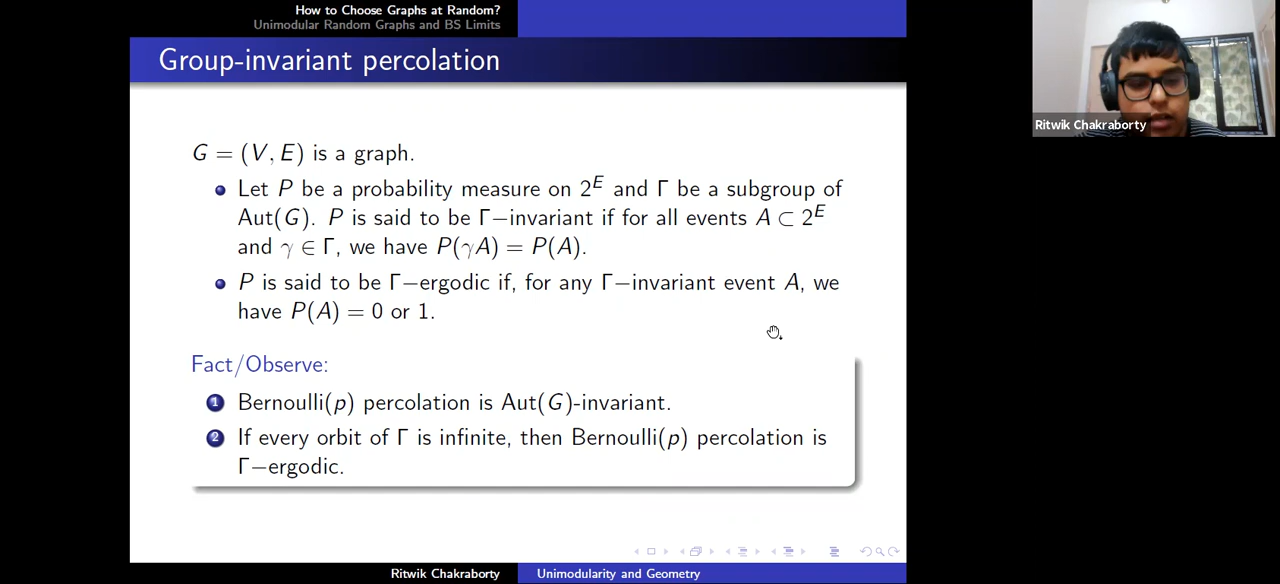 How to Choose Graphs at Random?
Unimodular Random Graphs and BS Limits
Group-invariant percolation
G = (V, E) is a graph.
Let P be a probability measure on 2^E and Γ be a subgroup of
Aut(G). P is said to be Γ−invariant if for all events A ⊂ 2^E
and γ ∈ Γ, we have P(γA) = P(A).
P is said to be Γ−ergodic if, for any Γ−invariant event A, we
have P(A) = 0 or 1.
Fact/Observe:
1 Bernoulli(p) percolation is Aut(G)-invariant.
2 If every orbit of Γ is infinite, then Bernoulli(p) percolation is
Γ−ergodic.
Ritwik Chakraborty
Unimodularity and Geometry
Ritwik Chakraborty